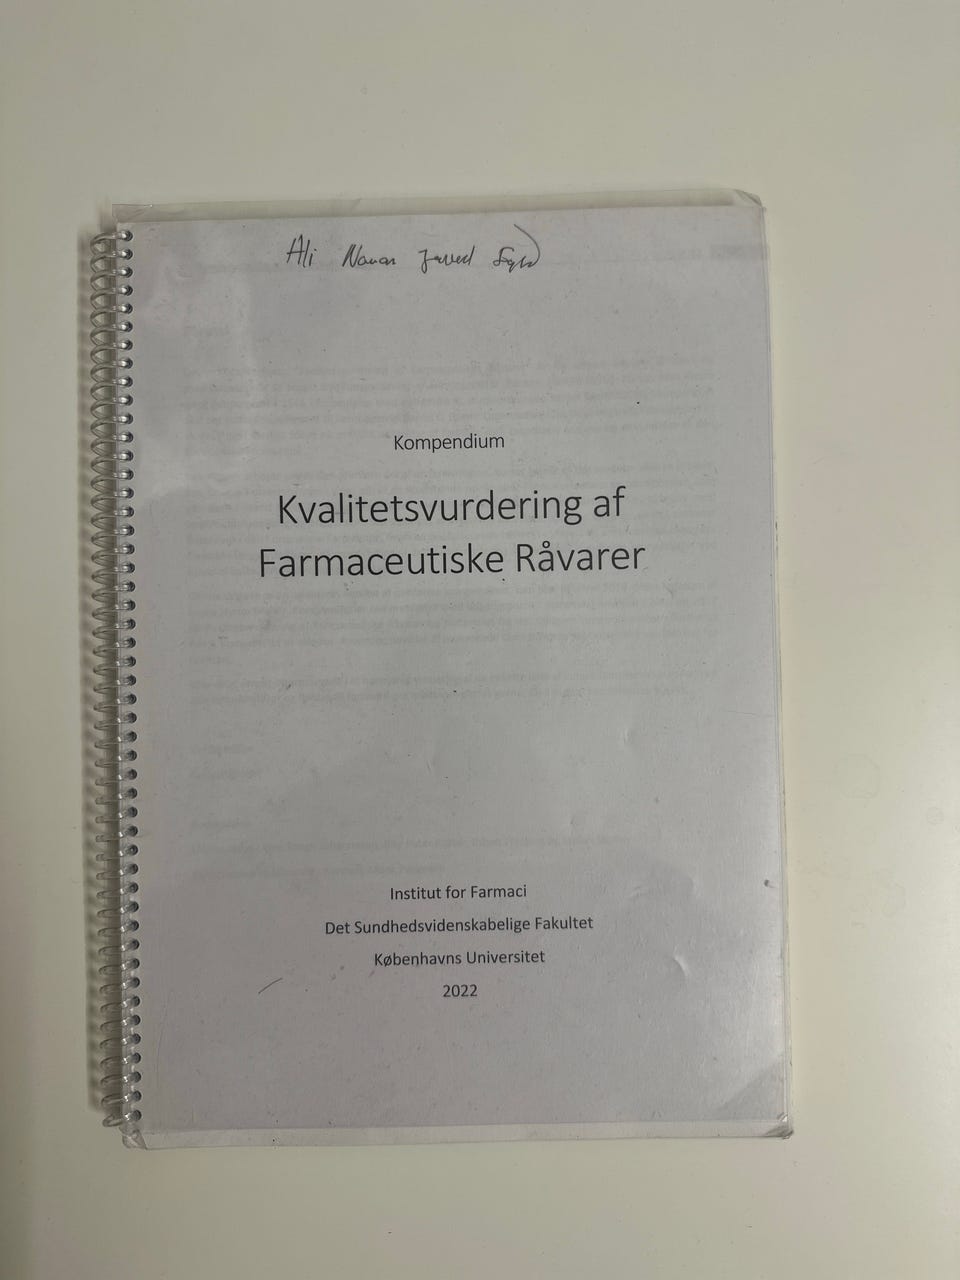 Ali
Kompendium
Kvalitetsvurdering af
Farmaceutiske Råvarer
Institut for Farmaci
Det Sundhedsvidenskabelige Fakultet
Københavns Universitet
2022